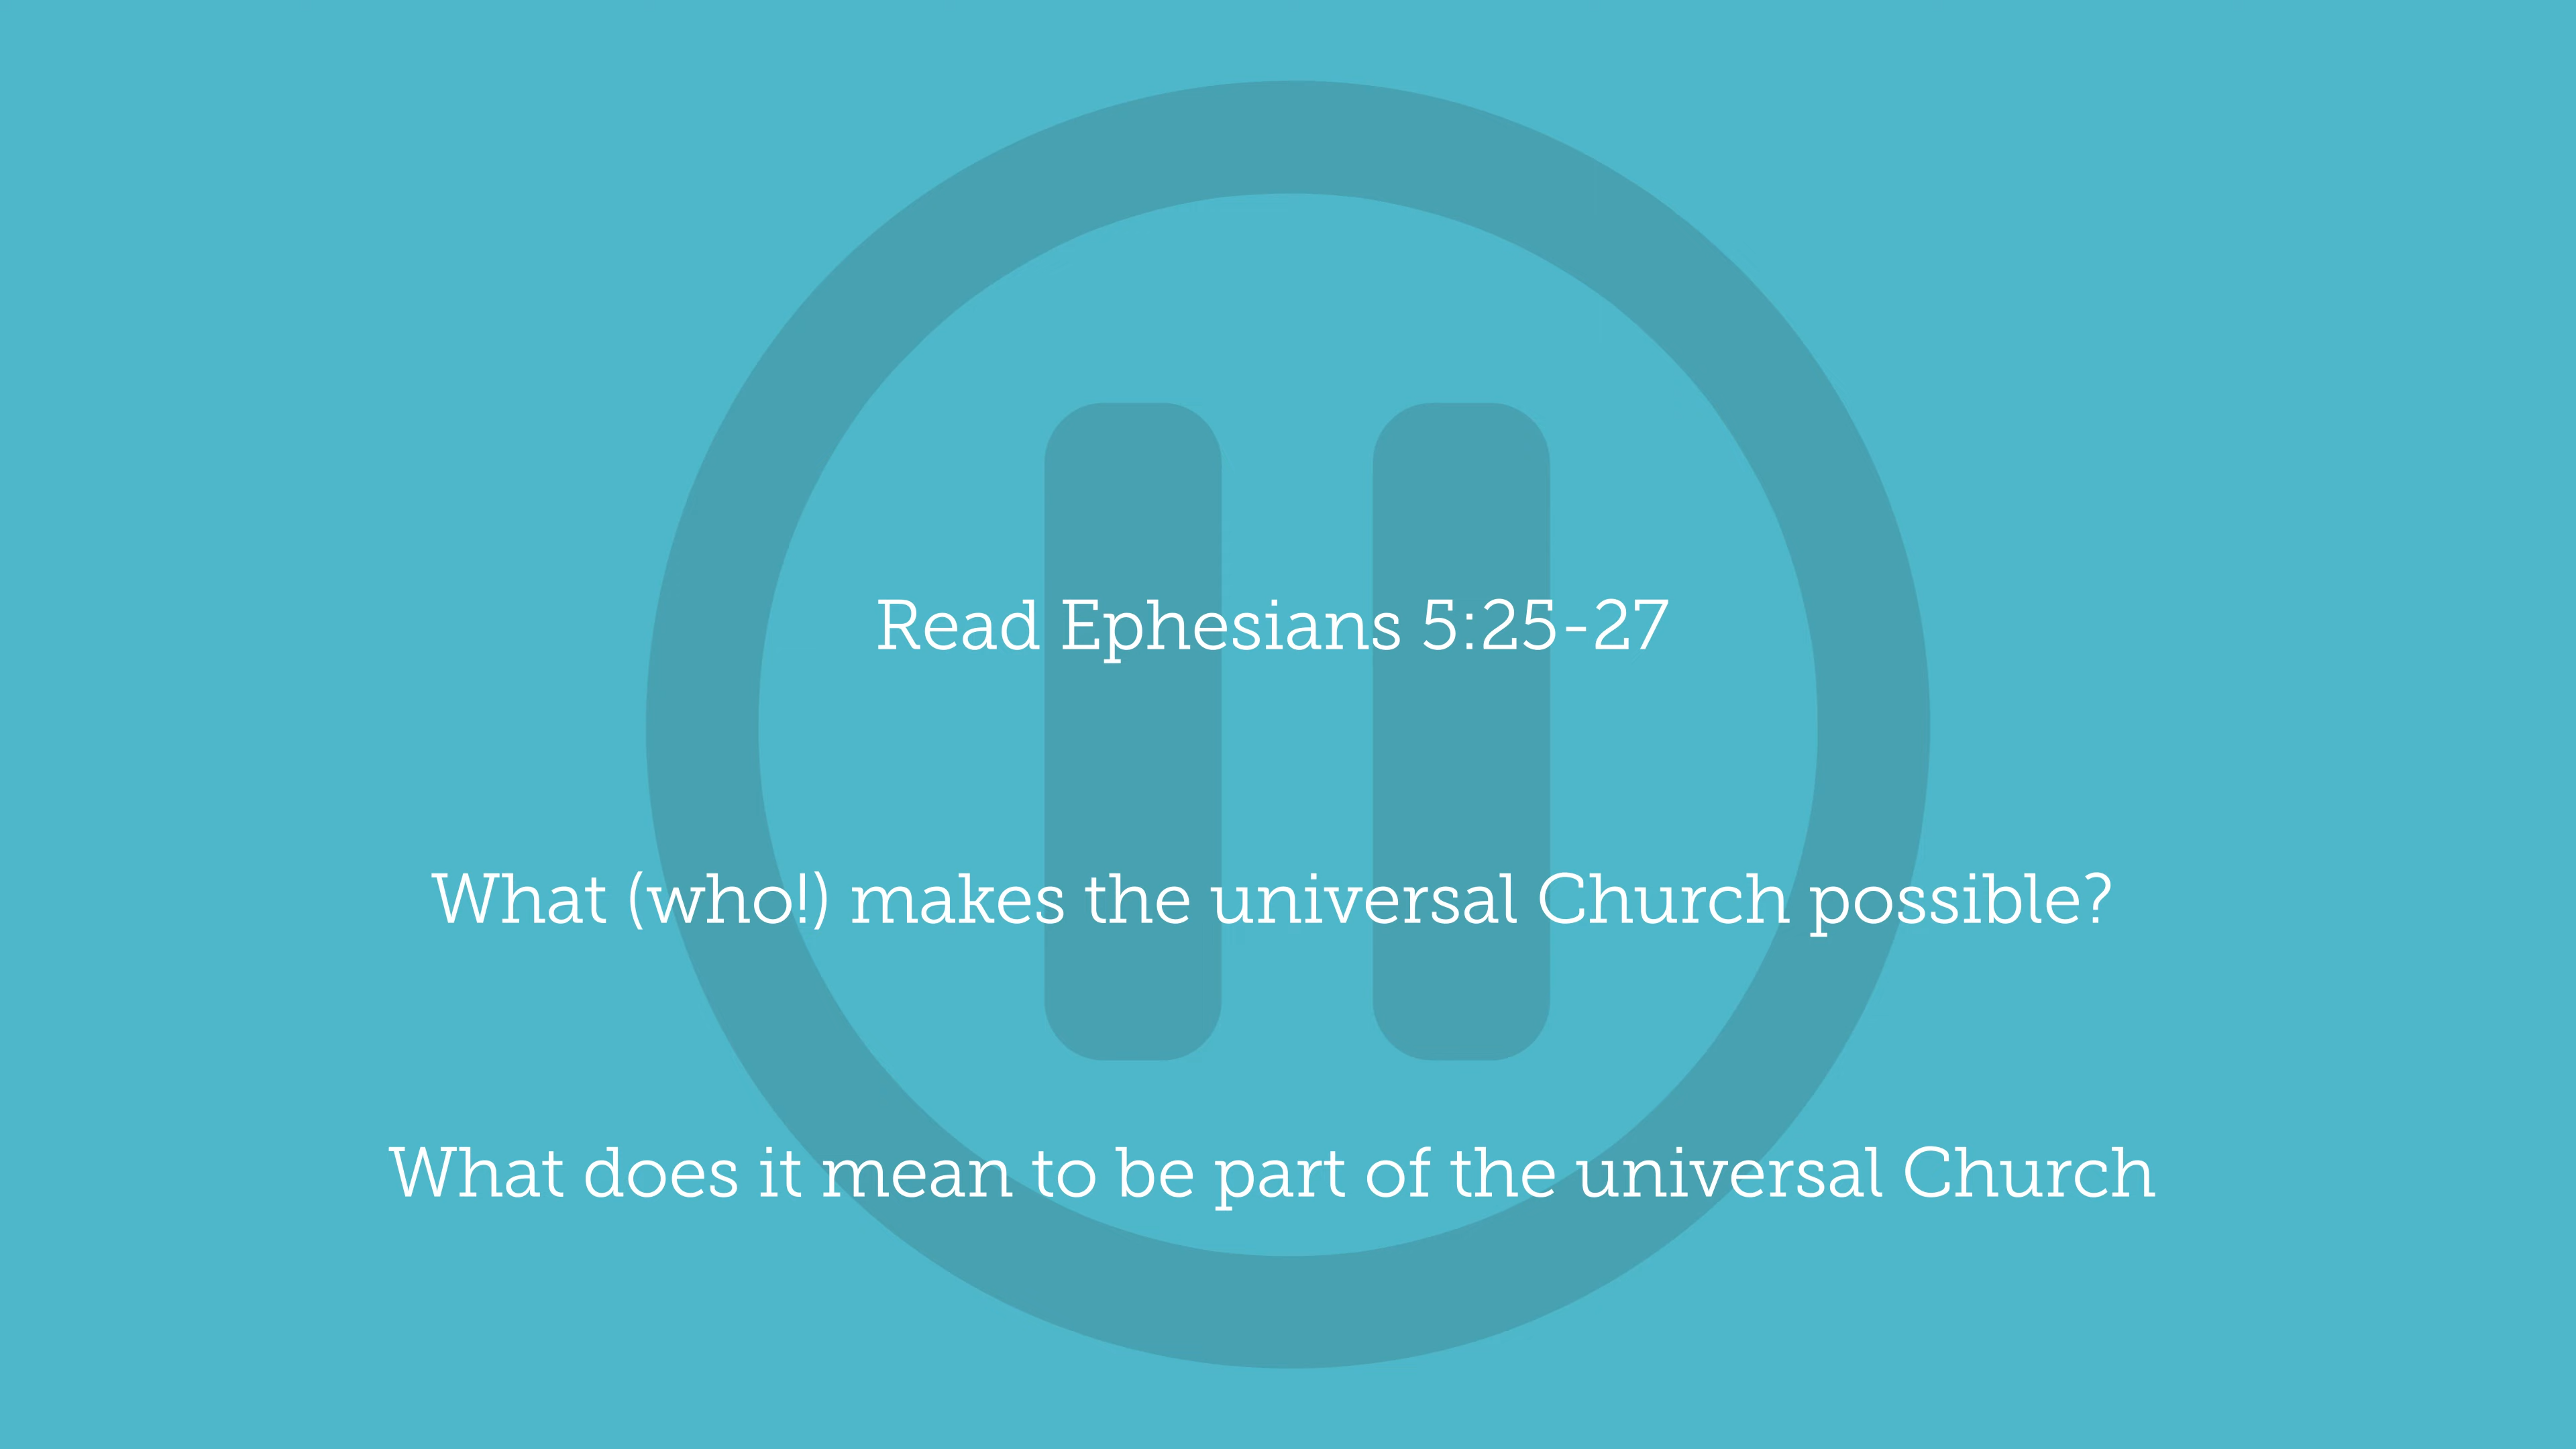 Read Ephesians 5:25-27
What (who!) makes the universal Church possible?
What does it mean to be part of the universal Church